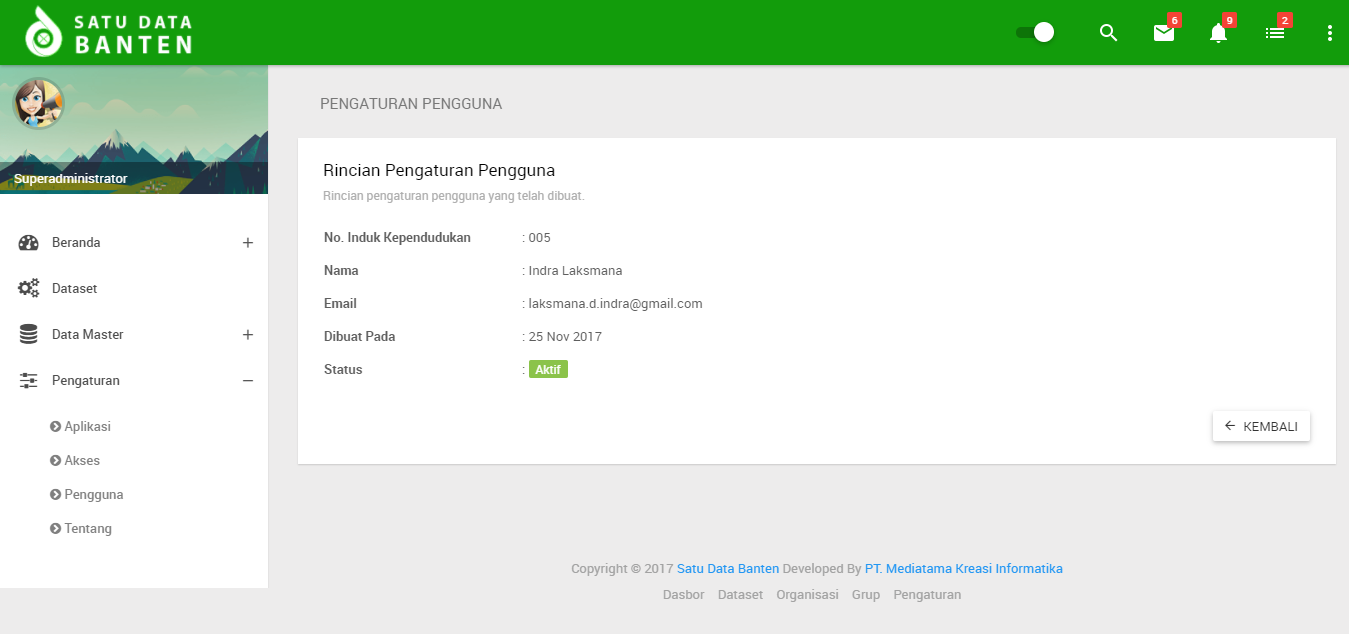 SATU DATA
BANTEN
6
9
2
Superadministrator
Beranda
Dataset
Data Master
Pengaturan
Aplikasi
Akses
Pengguna
Tentang
PENGATURAN PENGGUNA
Rincian Pengaturan Pengguna
Rincian pengaturan pengguna yang telah dibuat.
No. Induk Kependudukan : 005
Nama : Indra Laksmana
Email : laksmana.d.indra@gmail.com
Dibuat Pada : 25 Nov 2017
Status : Aktif
KEMBALI
Copyright © 2017 Satu Data Banten Developed By PT. Mediatama Kreasi Informatika
Dasbor Dataset Organisasi Grup Pengaturan